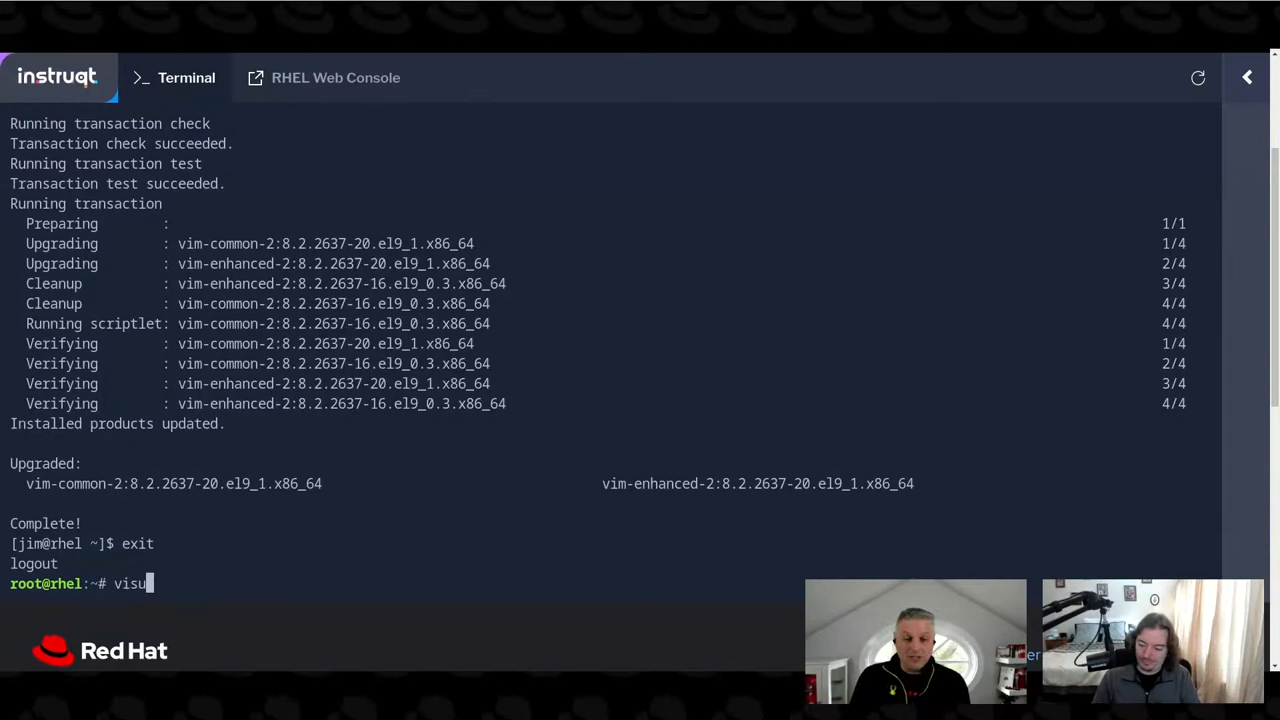 instruqt
>_ Terminal
RHEL Web Console
Running transaction check
Transaction check succeeded.
Running transaction test
Transaction test succeeded.
Running transaction
Preparing : 1/1
Upgrading : vim-common-2:8.2.2637-20.el9_1.x86_64 1/4
Upgrading : vim-enhanced-2:8.2.2637-20.el9_1.x86_64 2/4
Cleanup : vim-enhanced-2:8.2.2637-16.el9_0.3.x86_64 3/4
Cleanup : vim-common-2:8.2.2637-16.el9_0.3.x86_64 4/4
Running scriptlet: vim-common-2:8.2.2637-16.el9_0.3.x86_64 4/4
Verifying : vim-common-2:8.2.2637-20.el9_1.x86_64 1/4
Verifying : vim-common-2:8.2.2637-16.el9_0.3.x86_64 2/4
Verifying : vim-enhanced-2:8.2.2637-20.el9_1.x86_64 3/4
Verifying : vim-enhanced-2:8.2.2637-16.el9_0.3.x86_64 4/4
Installed products updated.
Upgraded:
vim-common-2:8.2.2637-20.el9_1.x86_64 vim-enhanced-2:8.2.2637-20.el9_1.x86_64
Complete!
[jim@rhel ~]$ exit
logout
root@rhel:~# visu
Red Hat
er